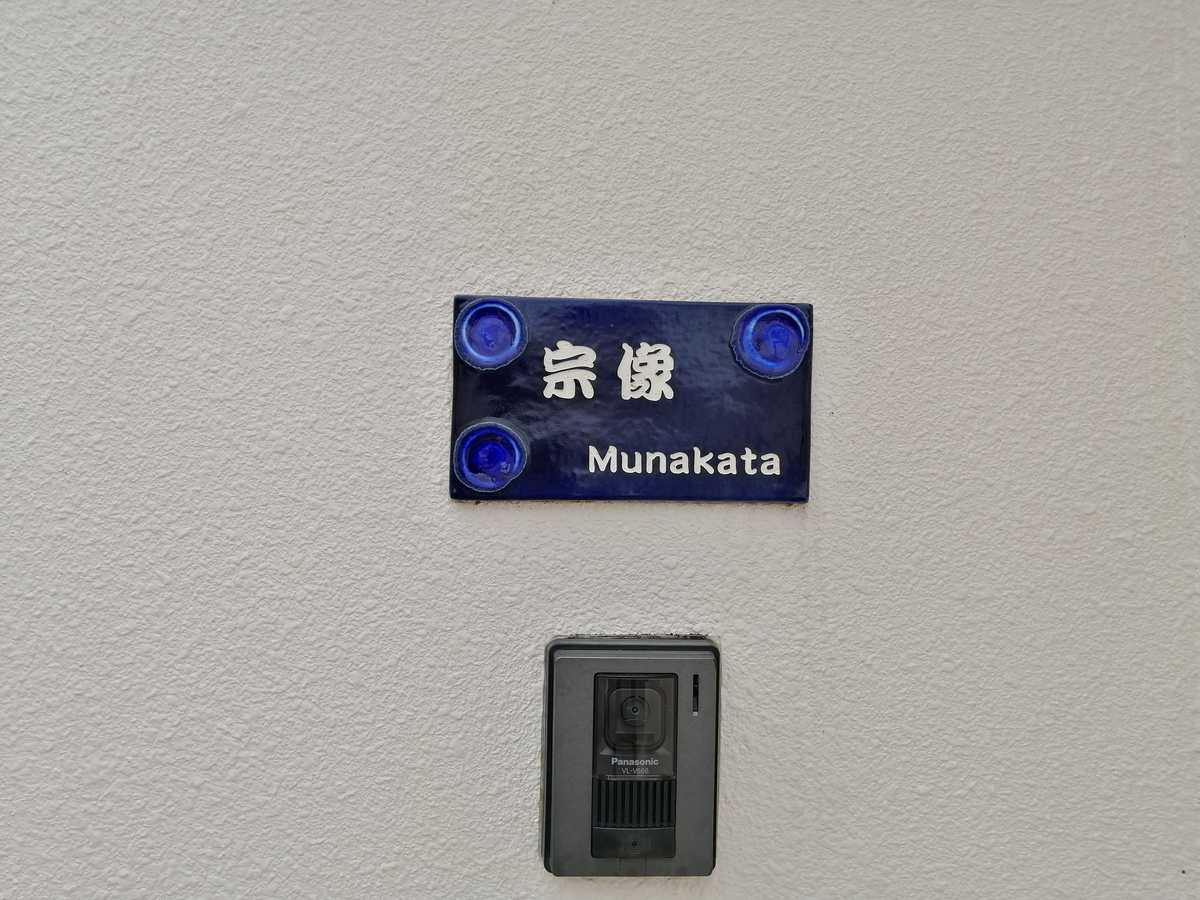 宗像
Munakata
Panasonic